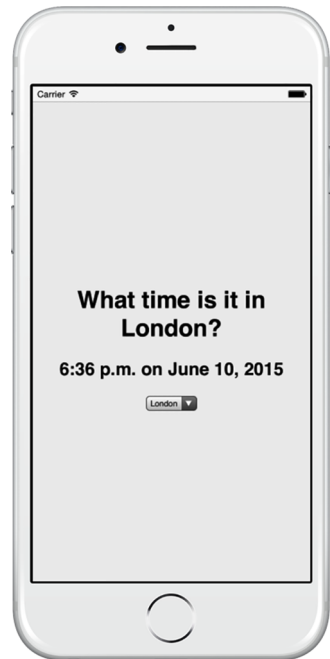 Carrier
What time is it in
London?
6:36 p.m. on June 10, 2015
London